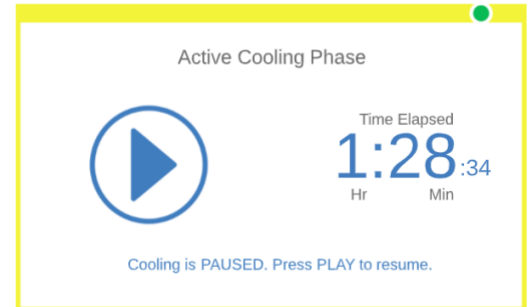 Active Cooling Phase
Time Elapsed
1:28:34
Hr Min
Cooling is PAUSED. Press PLAY to resume.